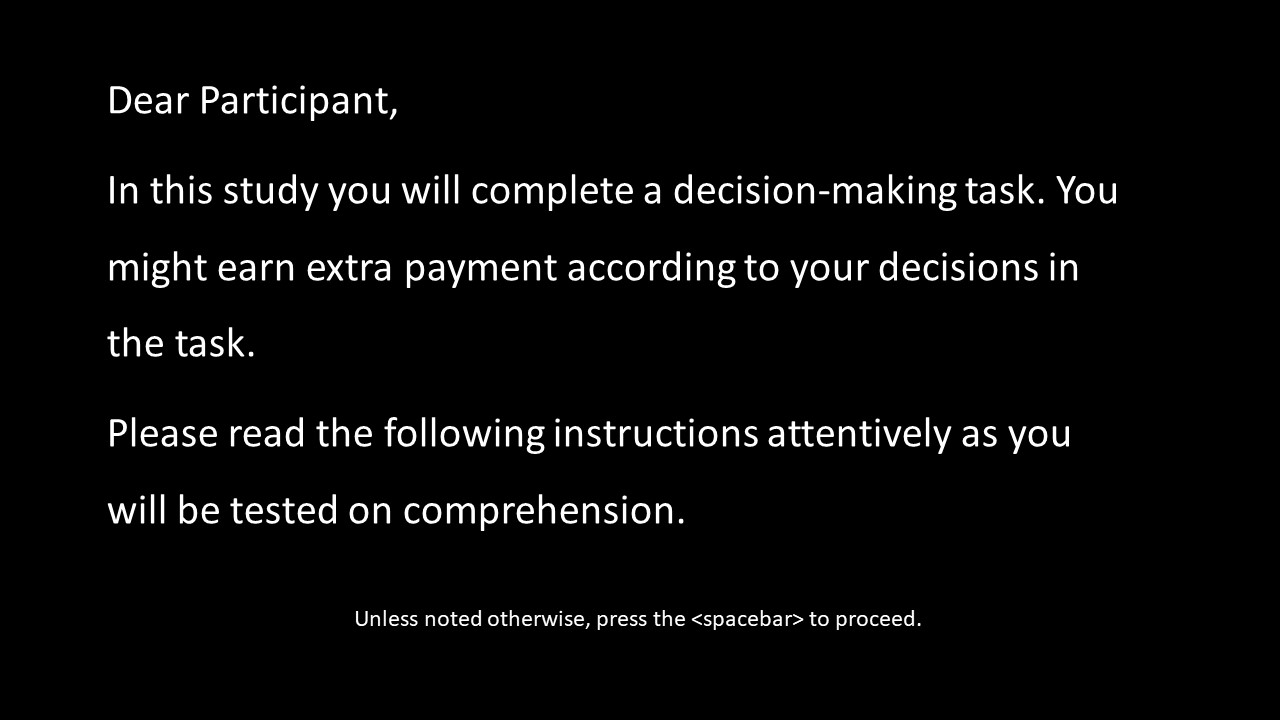 Dear Participant,
In this study you will complete a decision-making task. You
might earn extra payment according to your decisions in
the task.
Please read the following instructions attentively as you
will be tested on comprehension.
Unless noted otherwise, press the <spacebar> to proceed.